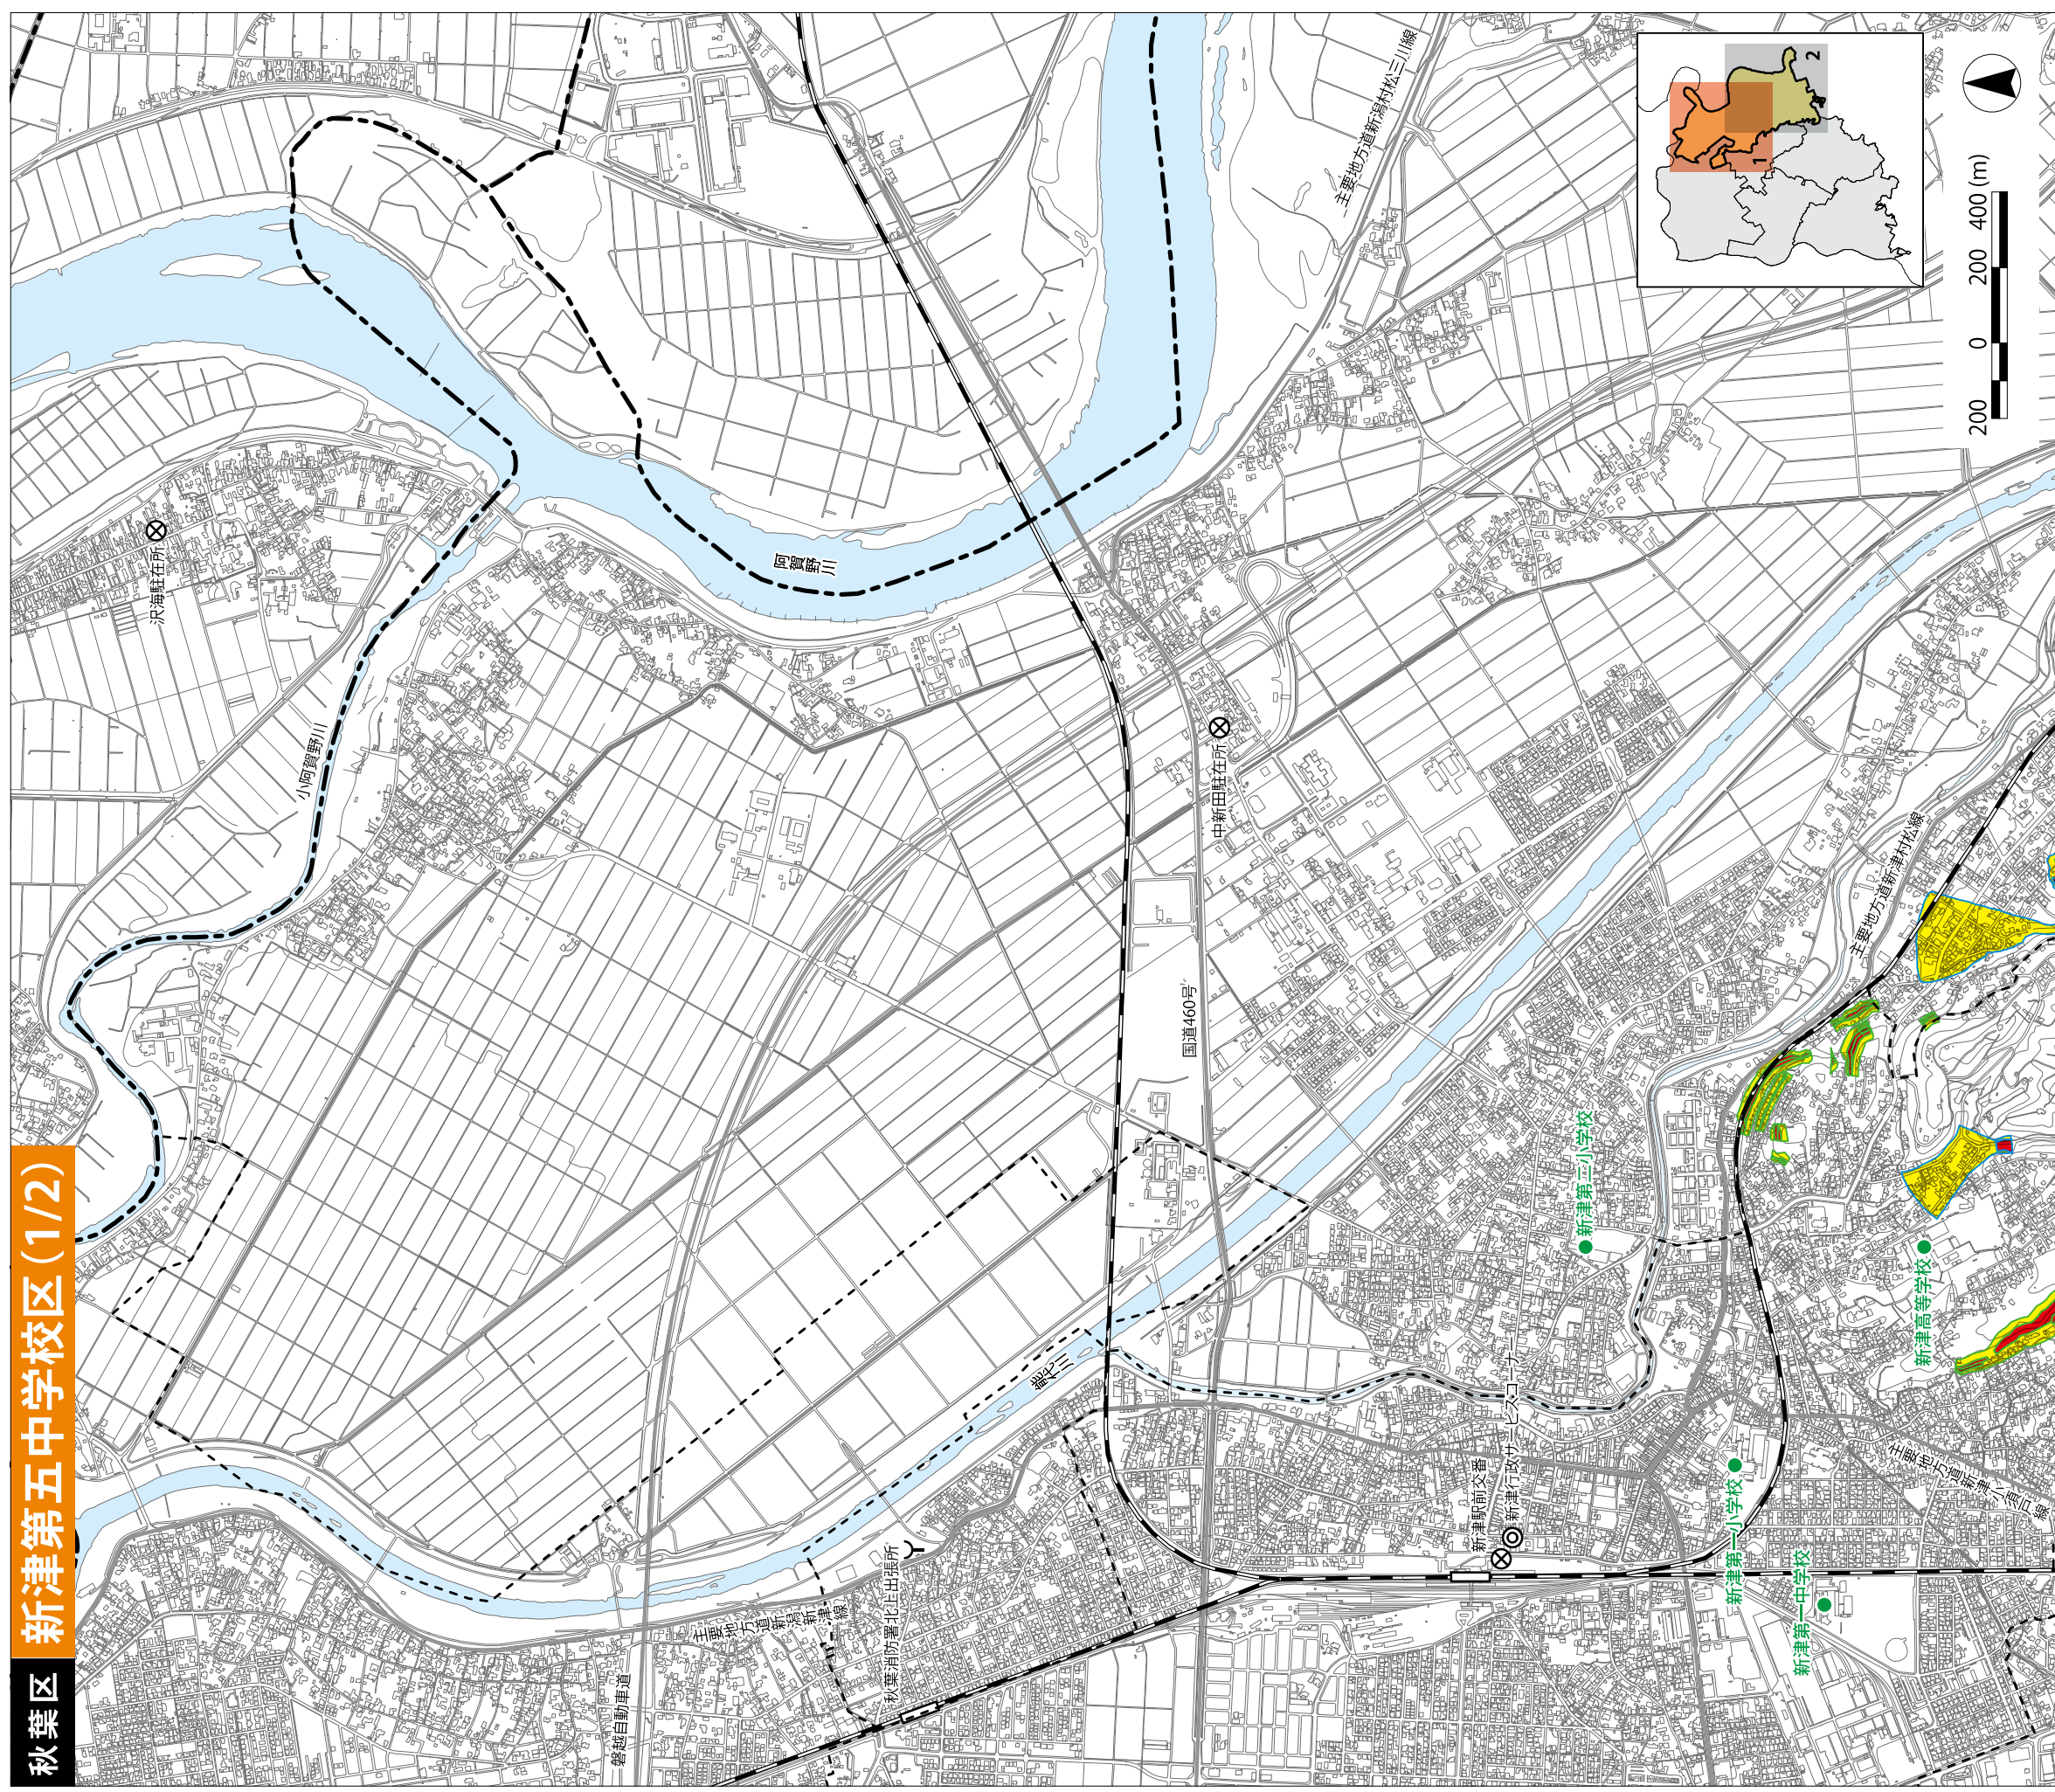 秋葉区
新津第五中学校区(1/2)
沢海駐在所
小阿賀野川
阿賀野川
主要地方道新潟村松三川線
中新田駐在所
国道460号
主要地方道新津村松線
能代川
新津第三小学校
新津高等学校
新津行政サービスコーナー
新津駅前交番
新津第一小学校
新津第一中学校
主要地方道新津小須戸線
秋葉消防署北上出張所
主要地方道新潟新津線
磐越自動車道
1
2
200 0 200 400 (m)